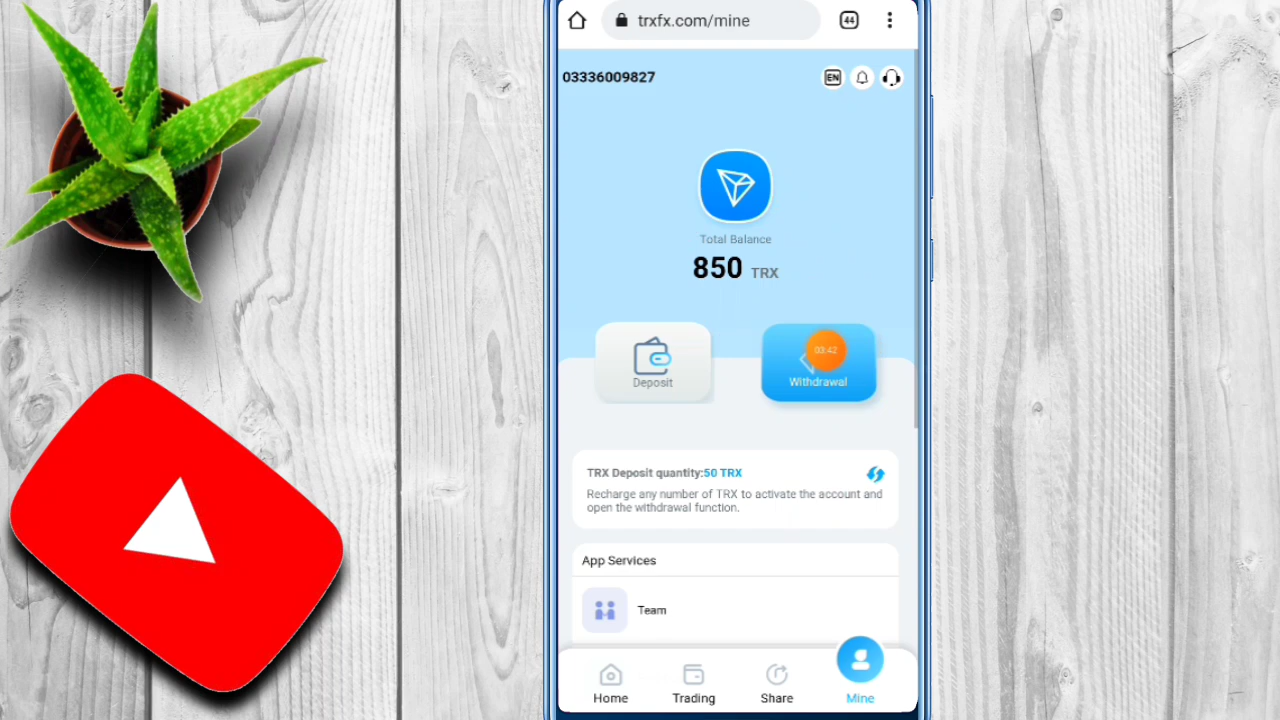 trxfx.com/mine
44
03336009827
EN
Total Balance
850 TRX
Deposit
03:42
Withdrawal
TRX Deposit quantity:50 TRX
Recharge any number of TRX to activate the account and
open the withdrawal function.
App Services
Team
Home
Trading
Share
Mine